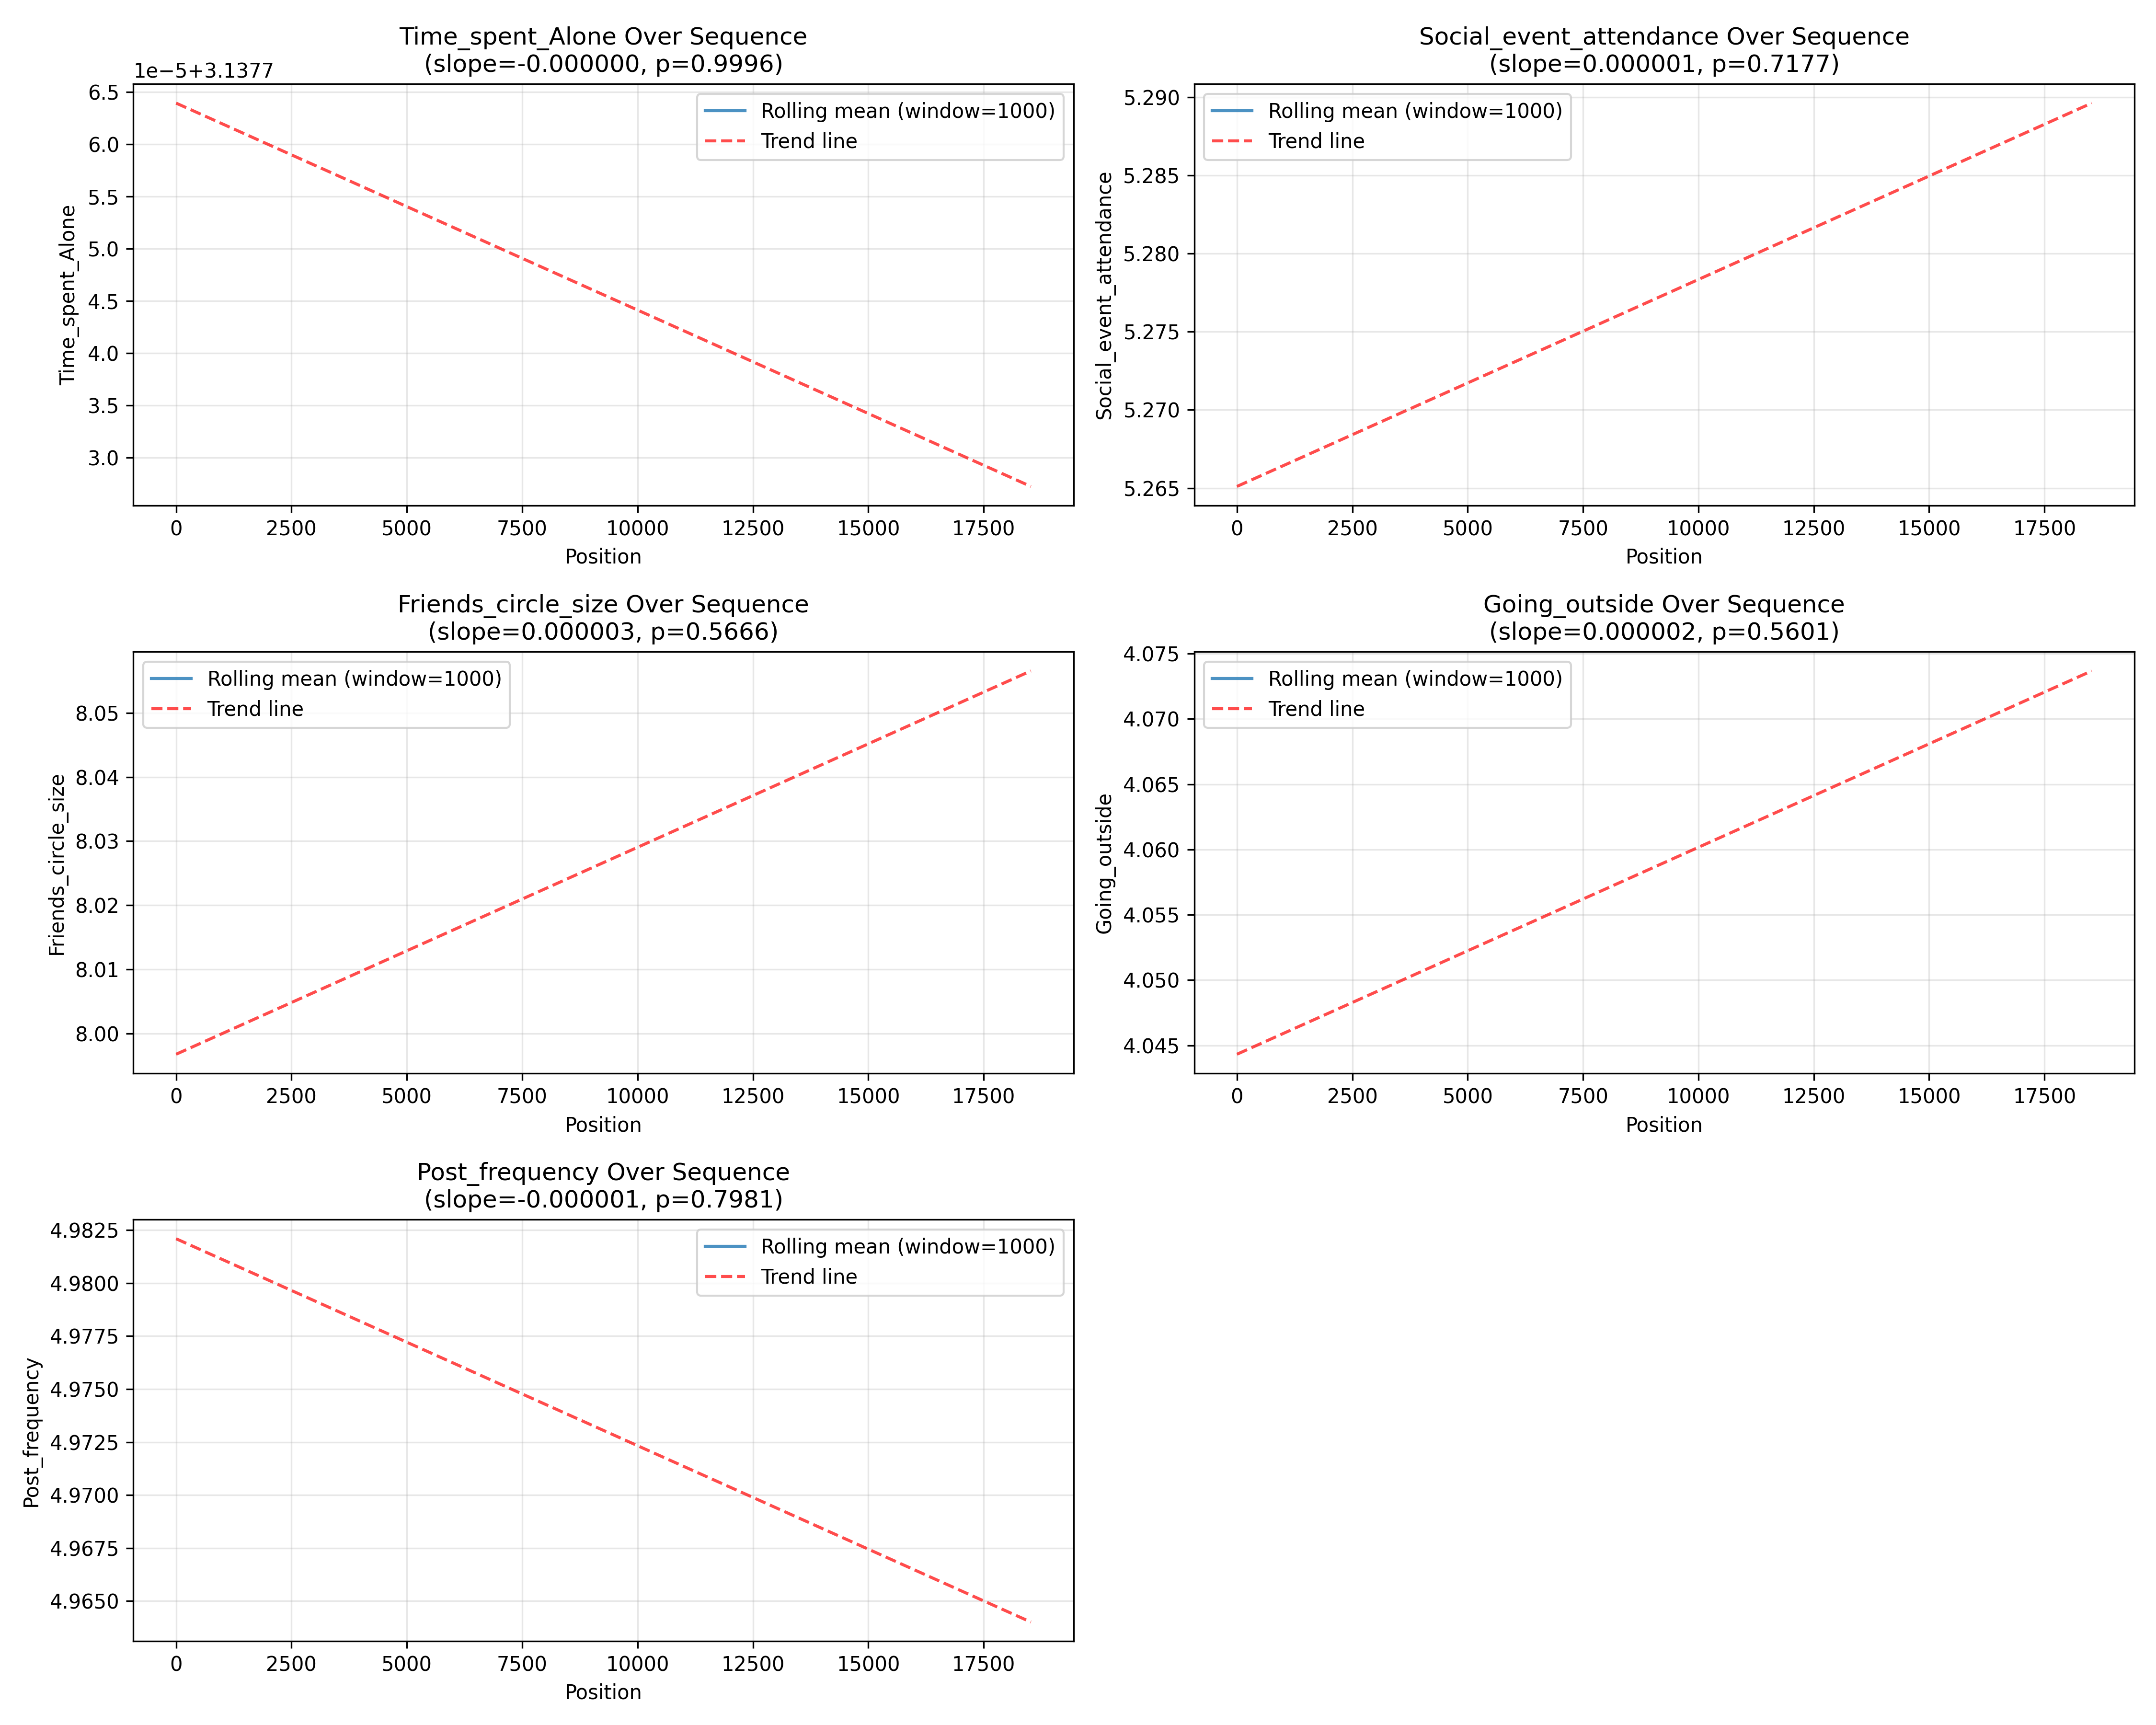 Time_spent_Alone Over Sequence
(slope=-0.000000, p=0.9996)
1e−5+3.1377
6.5
6.0
5.5
5.0
4.5
4.0
3.5
3.0
Time_spent_Alone
Rolling mean (window=1000)
Trend line
0 2500 5000 7500 10000 12500 15000 17500
Position
Social_event_attendance Over Sequence
(slope=0.000001, p=0.7177)
5.290
5.285
5.280
5.275
5.270
5.265
Social_event_attendance
Rolling mean (window=1000)
Trend line
0 2500 5000 7500 10000 12500 15000 17500
Position
Friends_circle_size Over Sequence
(slope=0.000003, p=0.5666)
8.05
8.04
8.03
8.02
8.01
8.00
Friends_circle_size
Rolling mean (window=1000)
Trend line
0 2500 5000 7500 10000 12500 15000 17500
Position
Going_outside Over Sequence
(slope=0.000002, p=0.5601)
4.075
4.070
4.065
4.060
4.055
4.050
4.045
Going_outside
Rolling mean (window=1000)
Trend line
0 2500 5000 7500 10000 12500 15000 17500
Position
Post_frequency Over Sequence
(slope=-0.000001, p=0.7981)
4.9825
4.9800
4.9775
4.9750
4.9725
4.9700
4.9675
4.9650
Post_frequency
Rolling mean (window=1000)
Trend line
0 2500 5000 7500 10000 12500 15000 17500
Position